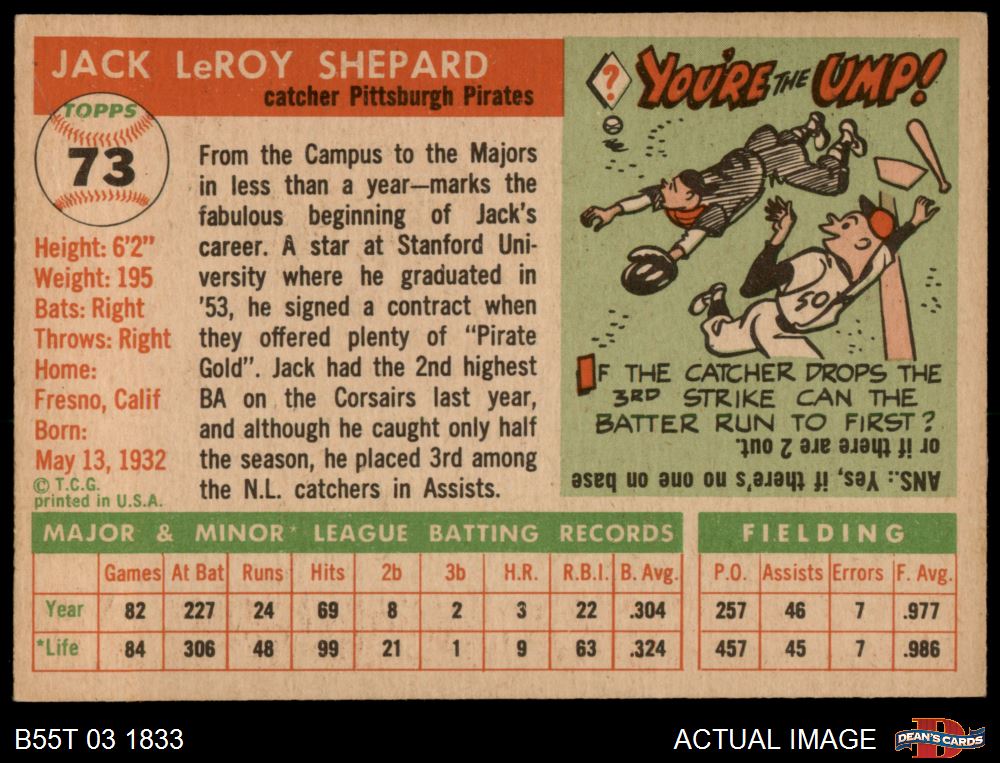 JACK LeROY SHEPARD
catcher Pittsburgh Pirates
TOPPS
73
Height: 6'2"
Weight: 195
Bats: Right
Throws: Right
Home:
Fresno, Calif
Born:
May 13, 1932
© T.C.G.
printed in U.S.A.
From the Campus to the Majors
in less than a year—marks the
fabulous beginning of Jack's
career. A star at Stanford Uni-
versity where he graduated in
'53, he signed a contract when
they offered plenty of "Pirate
Gold". Jack had the 2nd highest
BA on the Corsairs last year,
and although he caught only half
the season, he placed 3rd among
the N.L. catchers in Assists.
? YOU'RE THE UMP!
50
IF THE CATCHER DROPS THE
3RD STRIKE CAN THE
BATTER RUN TO FIRST?
ANS.: Yes, if there's no one on base
or if there are 2 out.
MAJOR & MINOR* LEAGUE BATTING RECORDS
Games At Bat Runs Hits 2b 3b H.R. R.B.I. B. Avg.
Year 82 227 24 69 8 2 3 22 .304
*Life 84 306 48 99 21 1 9 63 .324
FIELDING
P.O. Assists Errors F. Avg.
257 46 7 .977
457 45 7 .986
B55T 03 1833
ACTUAL IMAGE
DEAN'S CARDS